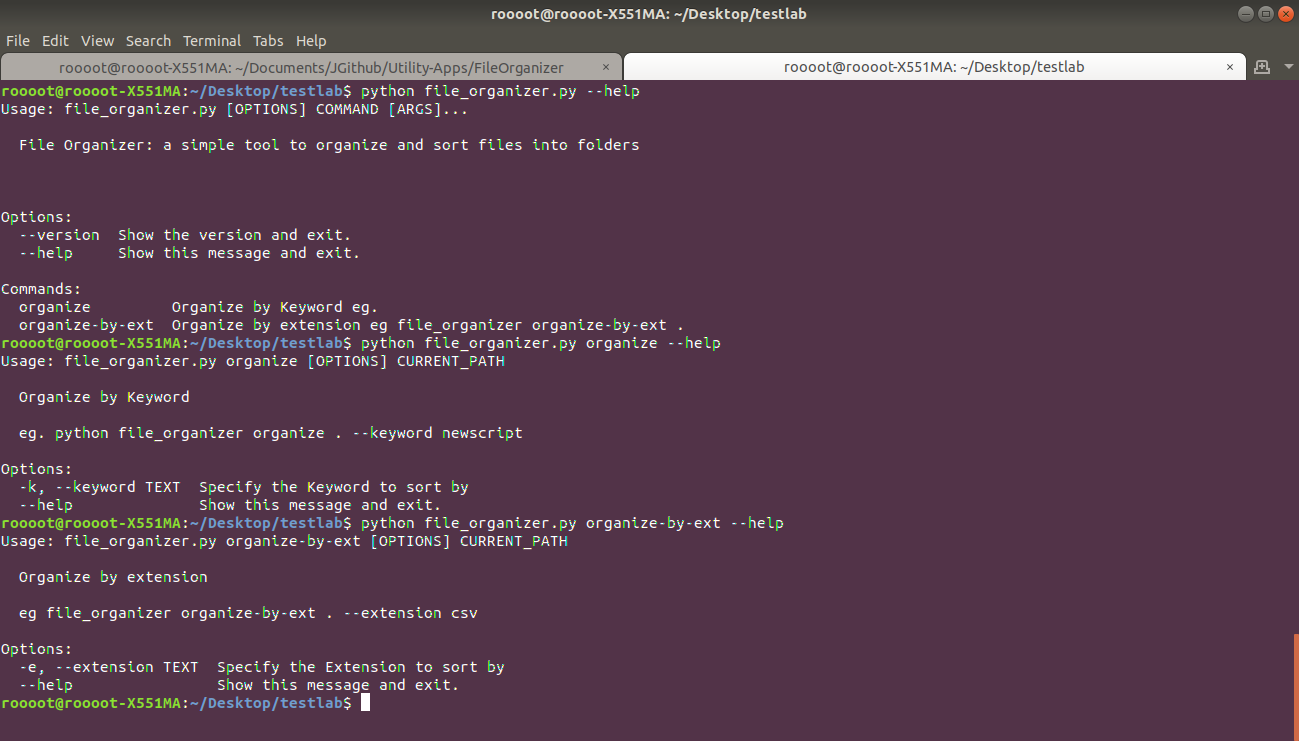 roooot@roooot-X551MA: ~/Desktop/testlab
File Edit View Search Terminal Tabs Help
roooot@roooot-X551MA: ~/Documents/JGithub/Utility-Apps/FileOrganizer × roooot@roooot-X551MA: ~/Desktop/testlab ×
roooot@roooot-X551MA:~/Desktop/testlab$ python file_organizer.py --help
Usage: file_organizer.py [OPTIONS] COMMAND [ARGS]...
File Organizer: a simple tool to organize and sort files into folders
Options:
--version  Show the version and exit.
--help     Show this message and exit.
Commands:
organize         Organize by Keyword eg.
organize-by-ext  Organize by extension eg file_organizer organize-by-ext .
roooot@roooot-X551MA:~/Desktop/testlab$ python file_organizer.py organize --help
Usage: file_organizer.py organize [OPTIONS] CURRENT_PATH
Organize by Keyword
eg. python file_organizer organize . --keyword newscript
Options:
-k, --keyword TEXT  Specify the Keyword to sort by
--help              Show this message and exit.
roooot@roooot-X551MA:~/Desktop/testlab$ python file_organizer.py organize-by-ext --help
Usage: file_organizer.py organize-by-ext [OPTIONS] CURRENT_PATH
Organize by extension
eg file_organizer organize-by-ext . --extension csv
Options:
-e, --extension TEXT  Specify the Extension to sort by
--help                Show this message and exit.
roooot@roooot-X551MA:~/Desktop/testlab$